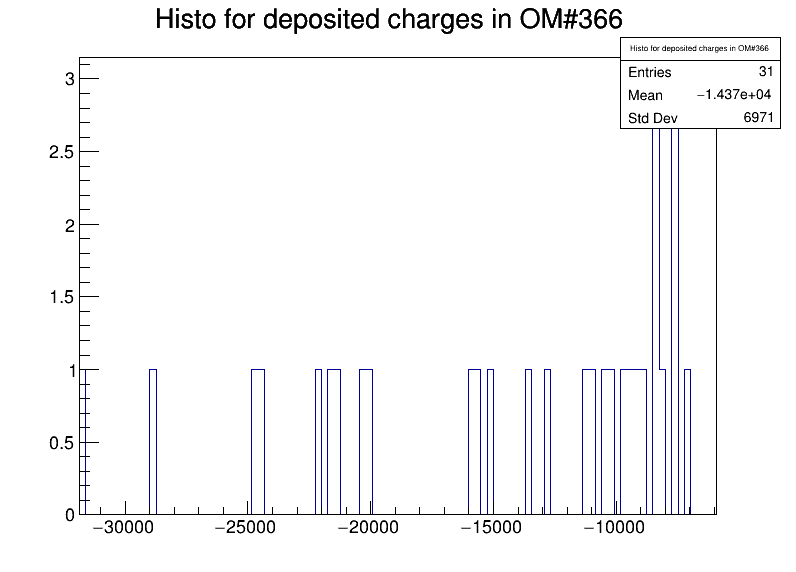 Histo for deposited charges in OM#366
Histo for deposited charges in OM#366
Entries 31
Mean −1.437e+04
Std Dev 6971
3
2.5
2
1.5
1
0.5
0
−30000 −25000 −20000 −15000 −10000